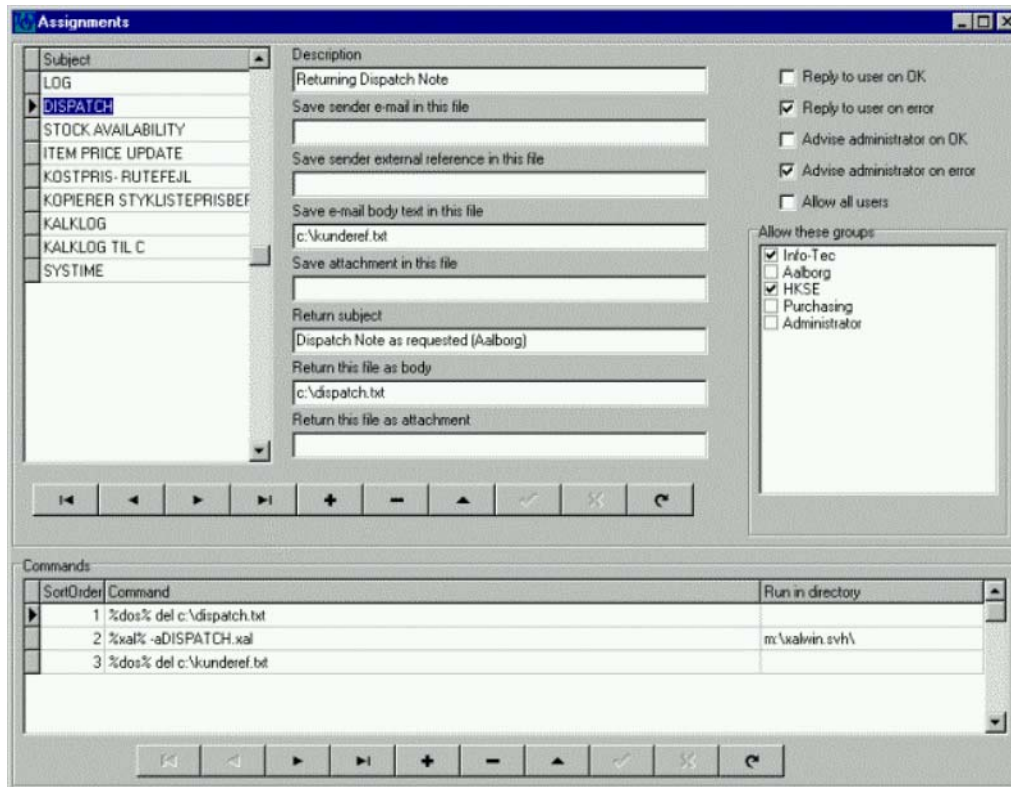 Assignments
Subject
LOG
DISPATCH
STOCK AVAILABILITY
ITEM PRICE UPDATE
KOSTPRIS- RUTEFEJL
KOPIERER STYKLISTEPRISBER
KALKLOG
KALKLOG TIL C
SYSTIME
Description
Returning Dispatch Note
Save sender e-mail in this file
Save sender external reference in this file
Save e-mail body text in this file
c:\kunderef.txt
Save attachment in this file
Return subject
Dispatch Note as requested (Aalborg)
Return this file as body
c:\dispatch.txt
Return this file as attachment
Reply to user on OK
Reply to user on error
Advise administrator on OK
Advise administrator on error
Allow all users
Allow these groups
Info-Tec
Aalborg
HKSE
Purchasing
Administrator
Commands
SortOrder Command Run in directory
1 %dos% del c:\dispatch.txt
2 %xal% -aDISPATCH.xal m:\xalwin.svh\
3 %dos% del c:\kunderef.txt